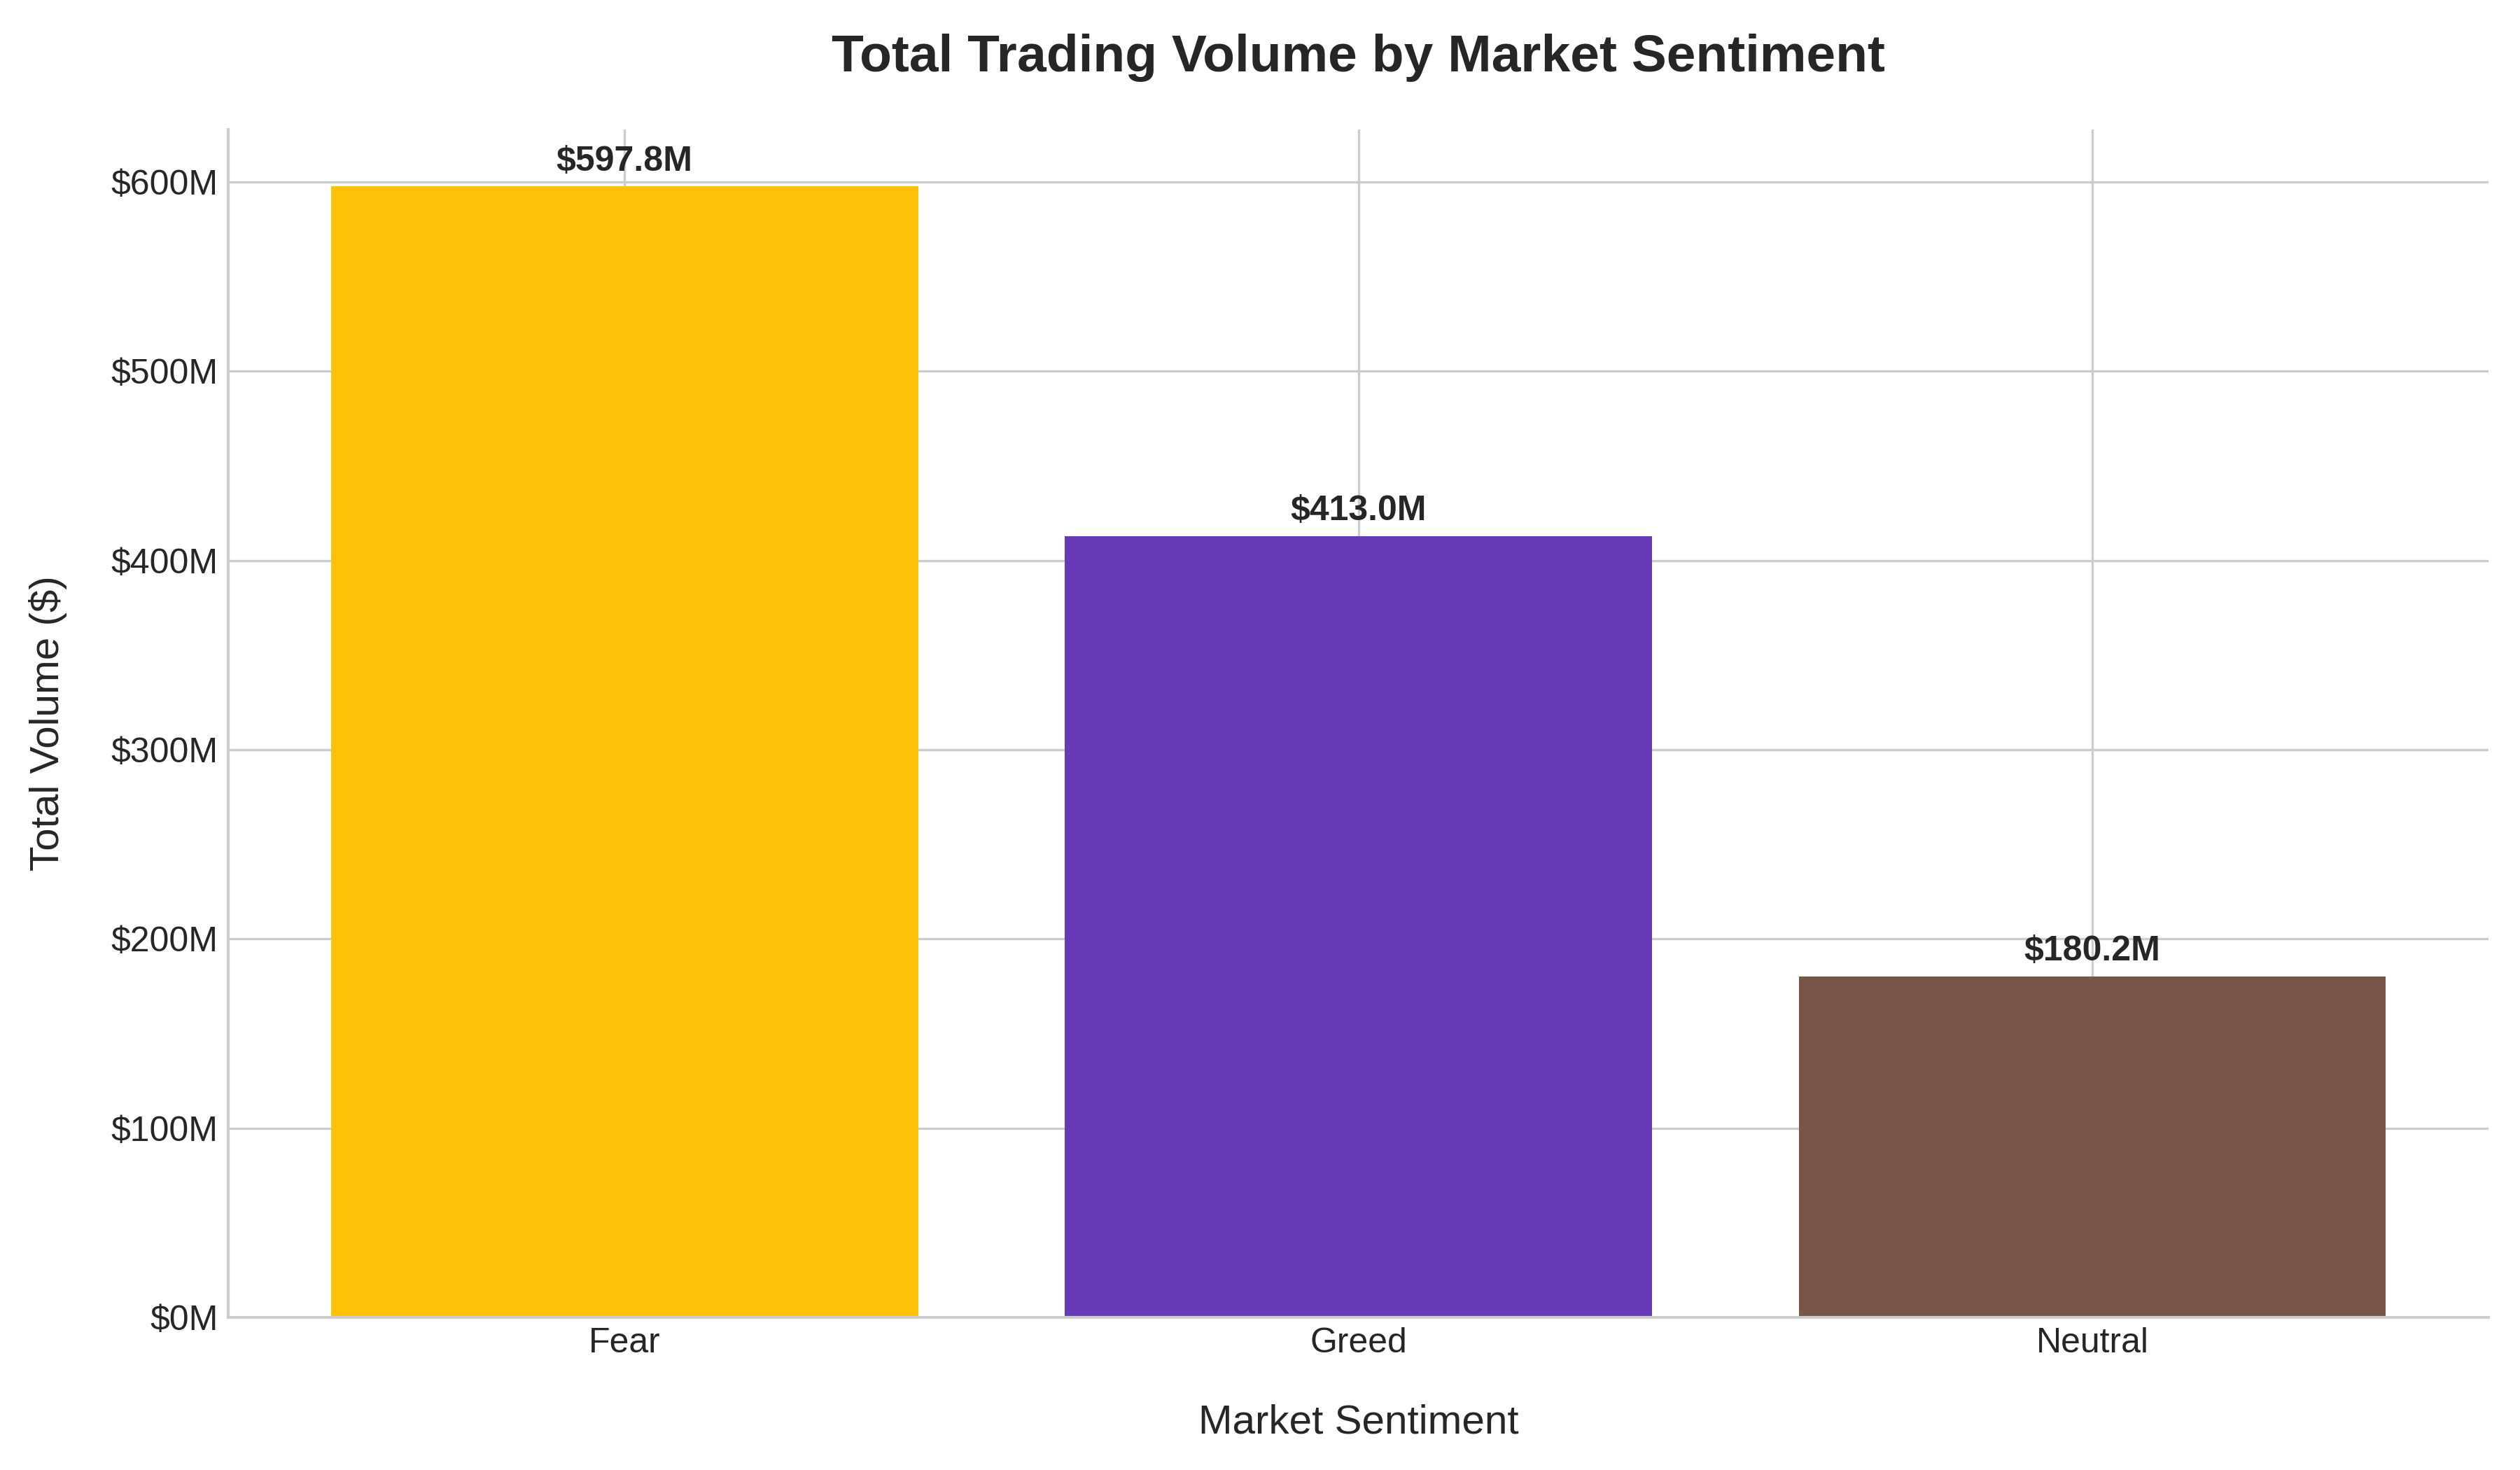 Total Trading Volume by Market Sentiment
$597.8M
$600M
$500M
$413.0M
$400M
Total Volume ($)
$300M
$200M
$180.2M
$100M
$0M
Fear
Greed
Neutral
Market Sentiment